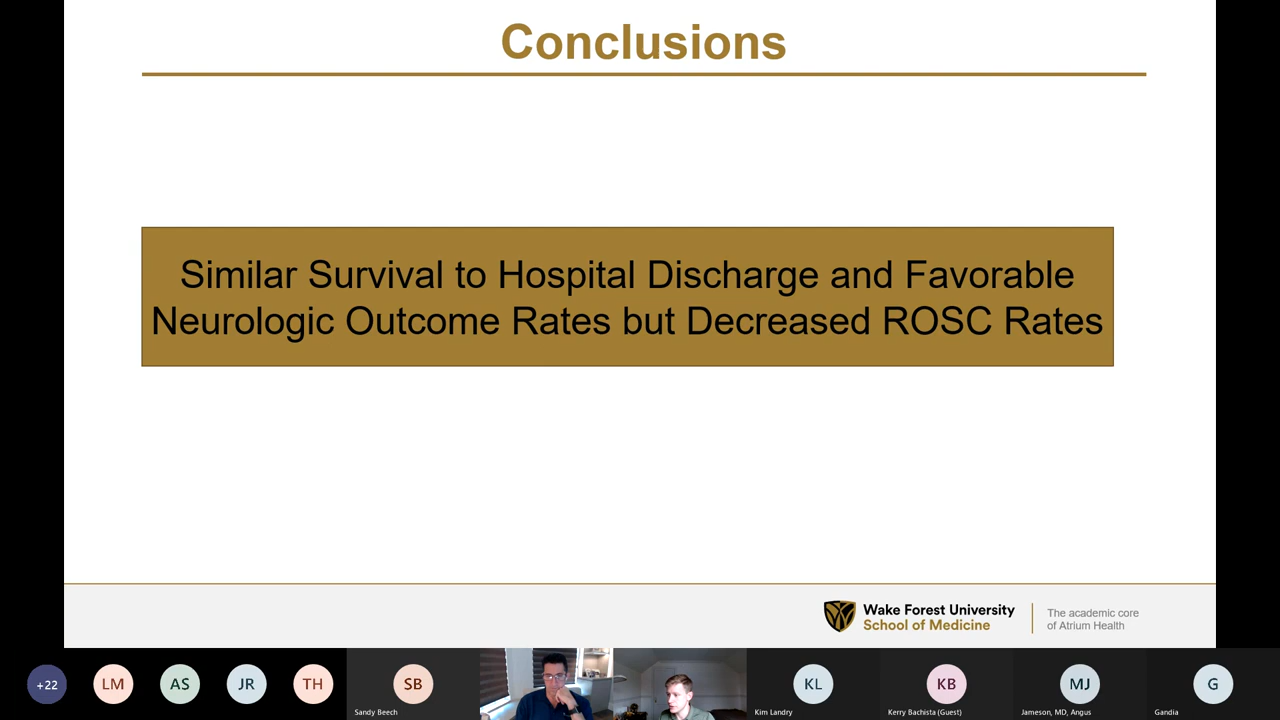 Conclusions
Similar Survival to Hospital Discharge and Favorable
Neurologic Outcome Rates but Decreased ROSC Rates
Wake Forest University
School of Medicine
The academic core
of Atrium Health
+22
LM
AS
JR
TH
SB
Sandy Beech
KL
Kim Landry
KB
Kerry Bachista (Guest)
MJ
Jameson, MD, Angus
G
Gandia